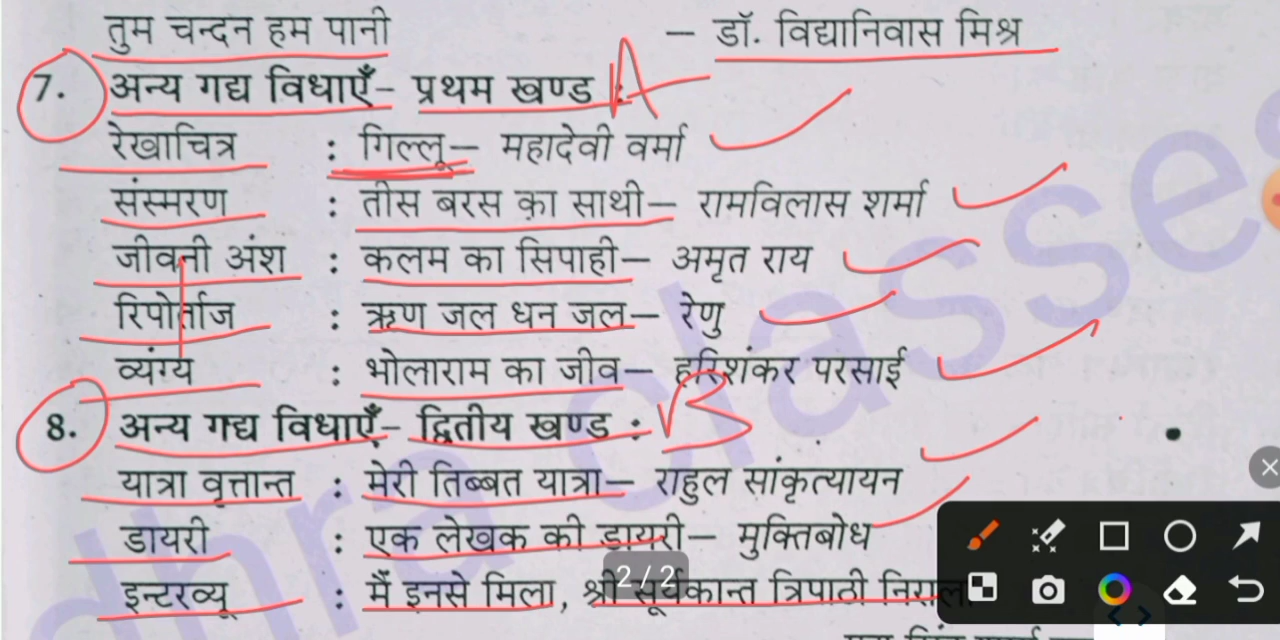 तुम चन्दन हम पानी – डॉ. विद्यानिवास मिश्र
7. अन्य गद्य विधाएँ– प्रथम खण्ड : A
रेखाचित्र : गिल्लू– महादेवी वर्मा
संस्मरण : तीस बरस का साथी– रामविलास शर्मा
जीवनी अंश : कलम का सिपाही– अमृत राय
रिपोर्ताज : ऋण जल धन जल– रेणु
व्यंग्य : भोलाराम का जीव– हरिशंकर परसाई
8. अन्य गद्य विधाएँ– द्वितीय खण्ड : B
यात्रा वृत्तान्त : मेरी तिब्बत यात्रा– राहुल सांकृत्यायन
डायरी : एक लेखक की डायरी– मुक्तिबोध
इन्टरव्यू : मैं इनसे मिला, श्री सूर्यकान्त त्रिपाठी निराला
2 / 2
dhra classes